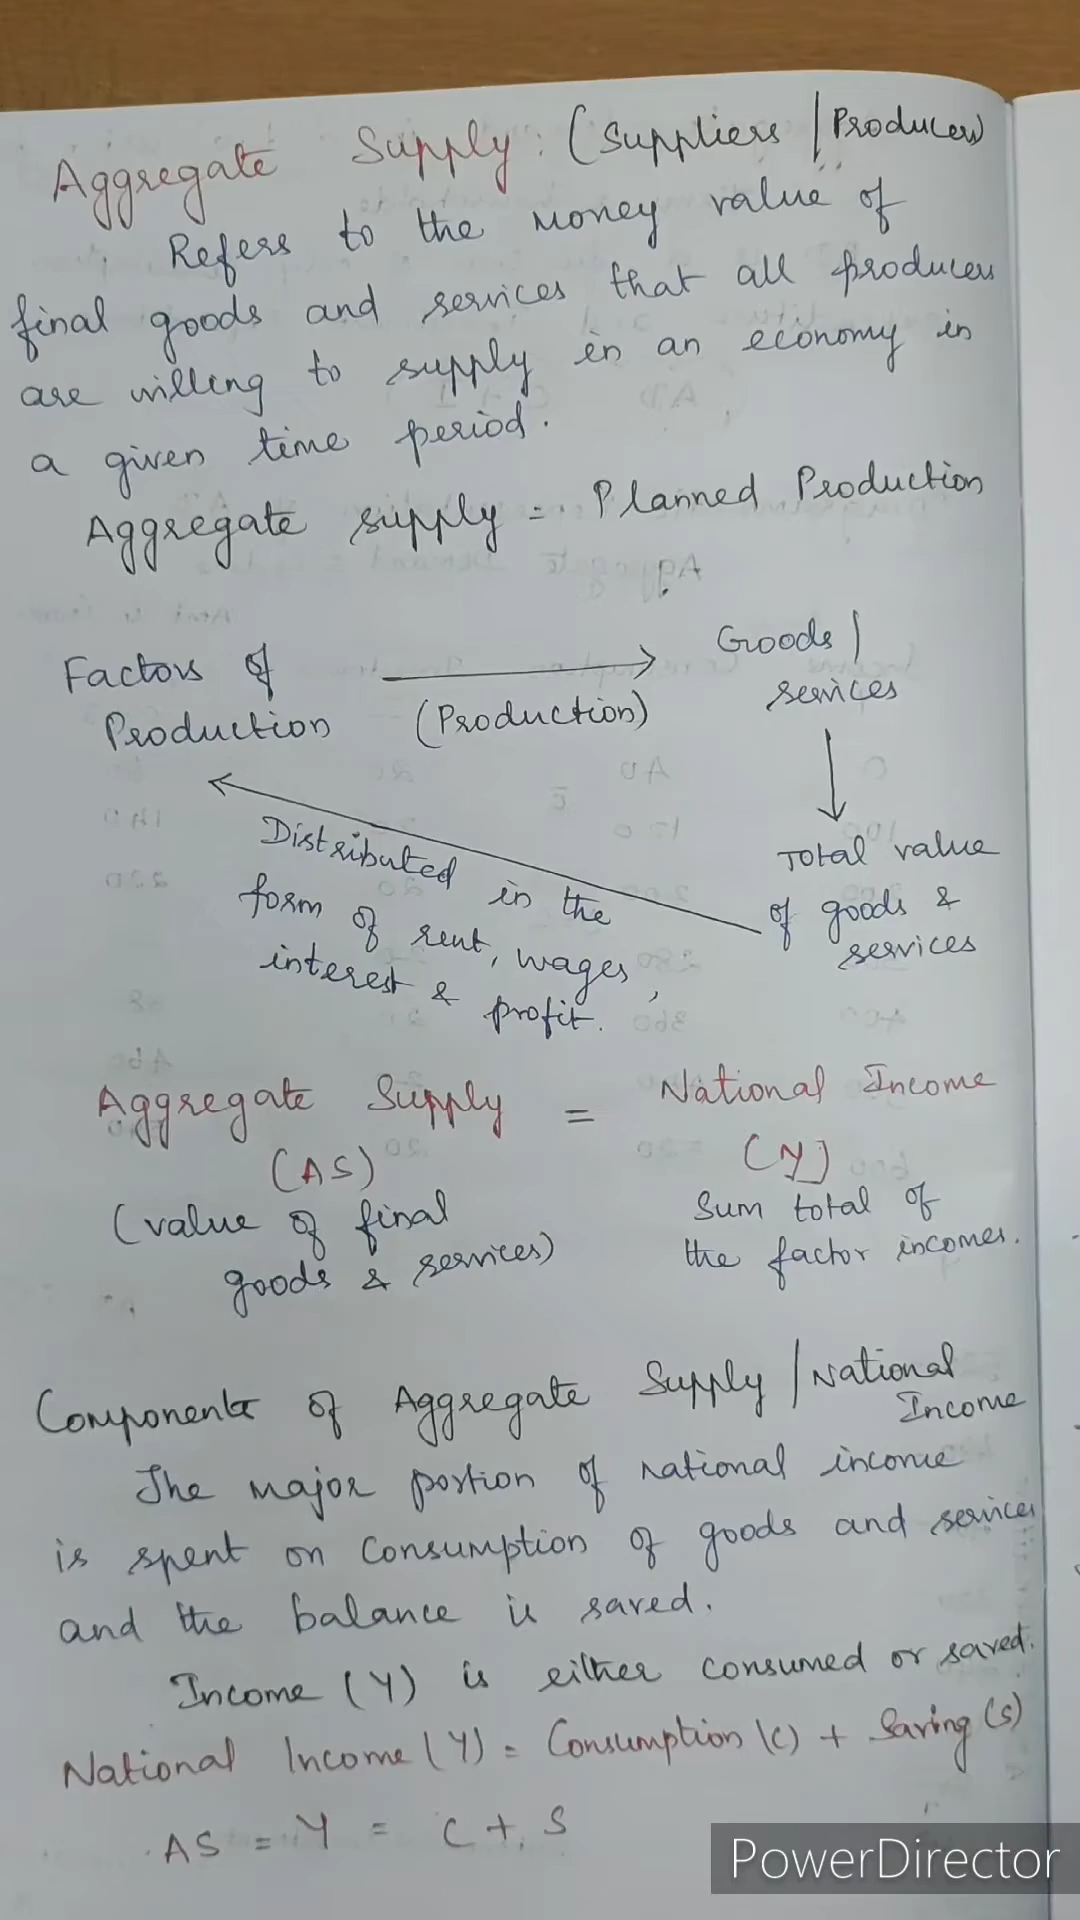 Aggregate Supply: (Suppliers / Producers)
Refers to the money value of
final goods and services that all producers
are willing to supply in an economy in
a given time period.
Aggregate supply = Planned Production
Factors of Production
(Production)
Goods / services
Total value
of goods &
services
Distributed in the
form of rent, wages,
interest & profit.
Aggregate Supply = National Income
(AS) (Y)
(value of final
goods & services)
Sum total of
the factor incomes.
Components of Aggregate Supply / National Income
The major portion of national income
is spent on consumption of goods and services
and the balance is saved.
Income (Y) is either consumed or saved.
National Income (Y) = Consumption (C) + Saving (S)
AS = Y = C + S
PowerDirector